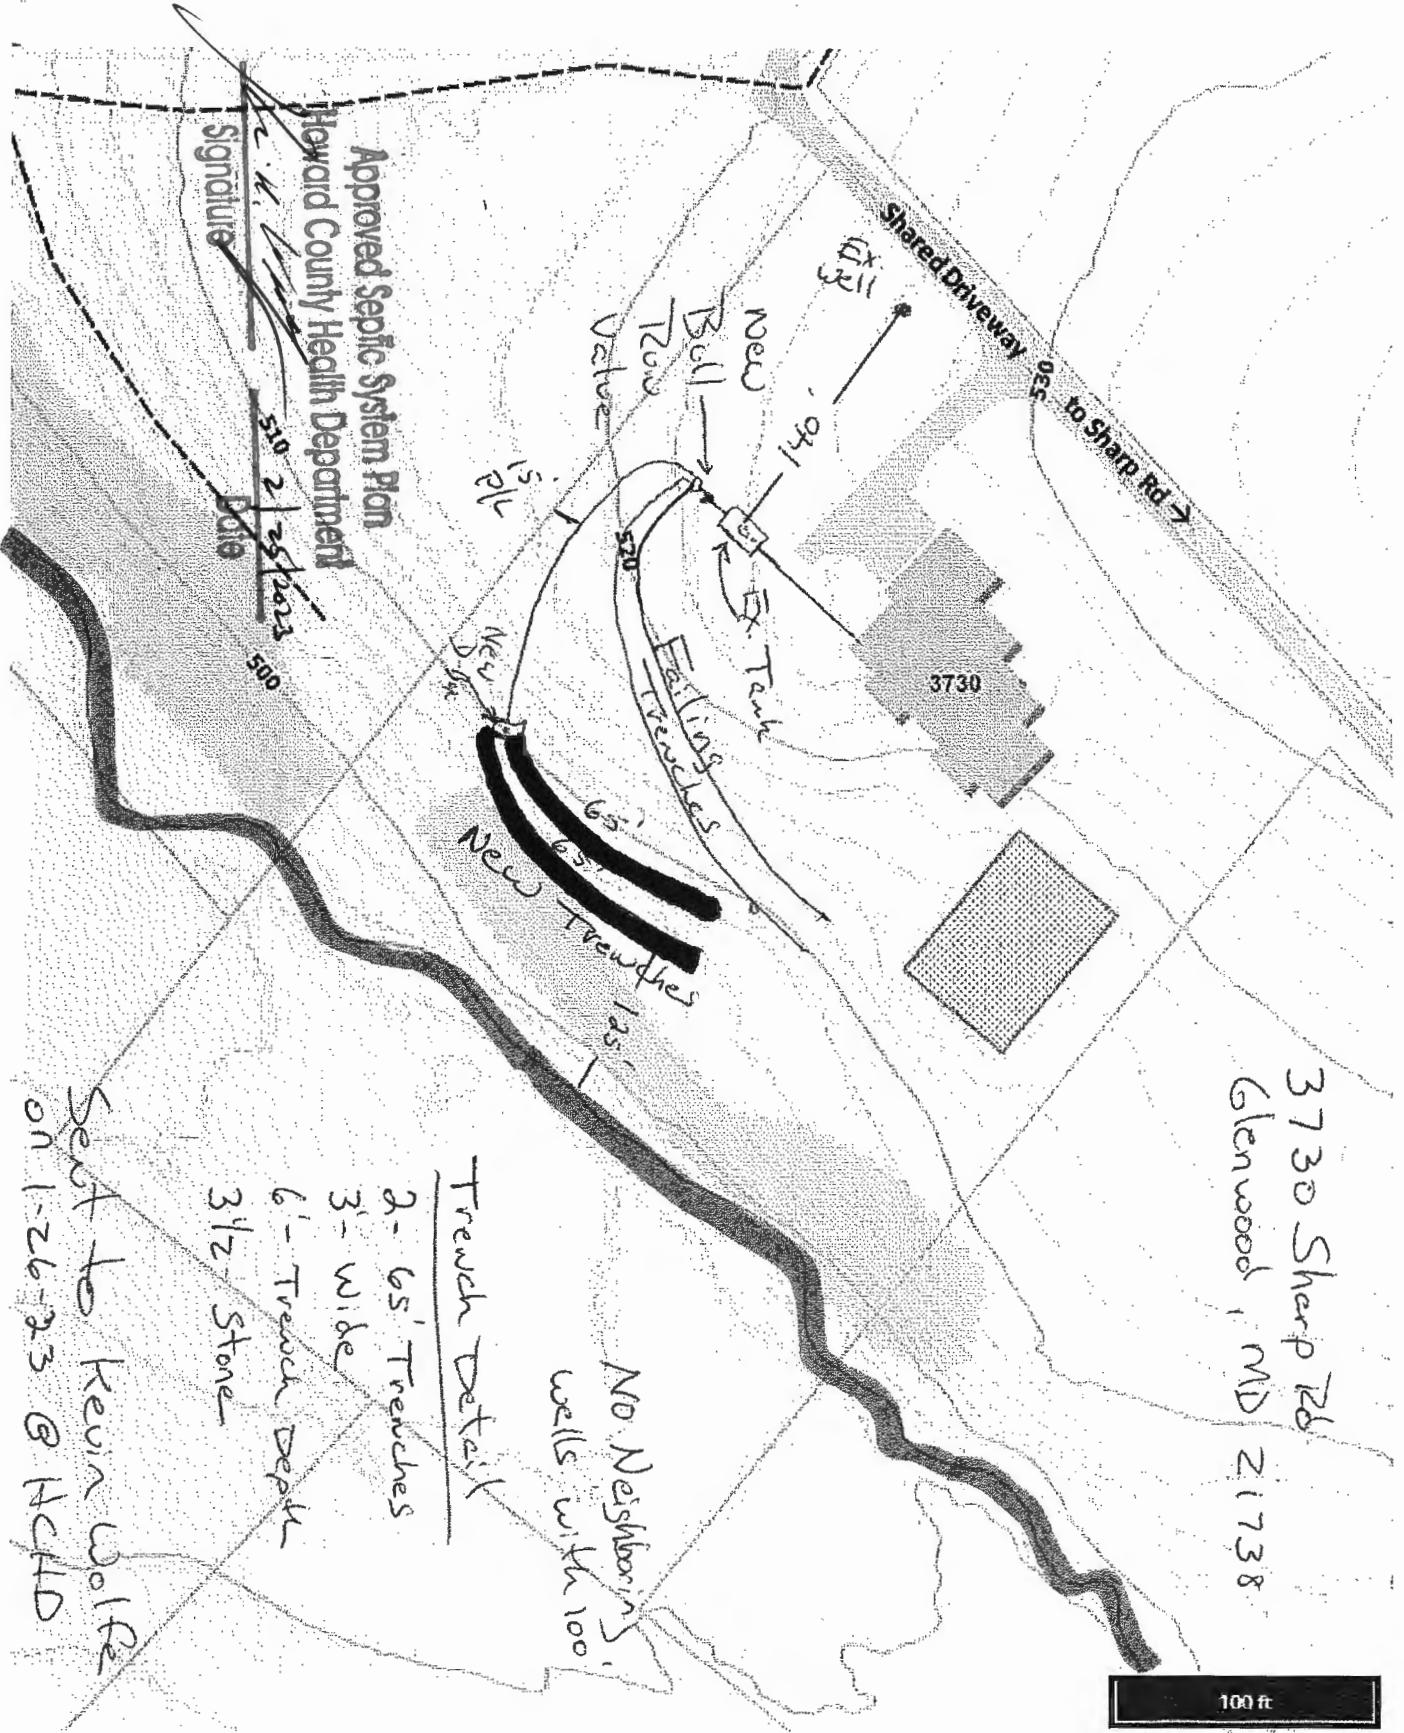 3730 Sharp Rd
Glenwood, MD 21738
Shared Driveway
530
to Sharp Rd →
Ex.
well
140'
New
Bull
Run
Valve
Ex. Tank
3730
Failing
Trenches
520
15'
P/L
New
D Box
65'
65'
New Trenches
125'
510
500
Approved Septic System Plan
Howard County Health Department
Signature
2/25/2023
Date
No Neighboring
wells with 100'
Trench Detail
2- 65' Trenches
3'- Wide
6'- Trench Depth
3 1/2 - Stone
Sent to Kevin Wolfe
on 1-26-23 @ HCHD
100 ft